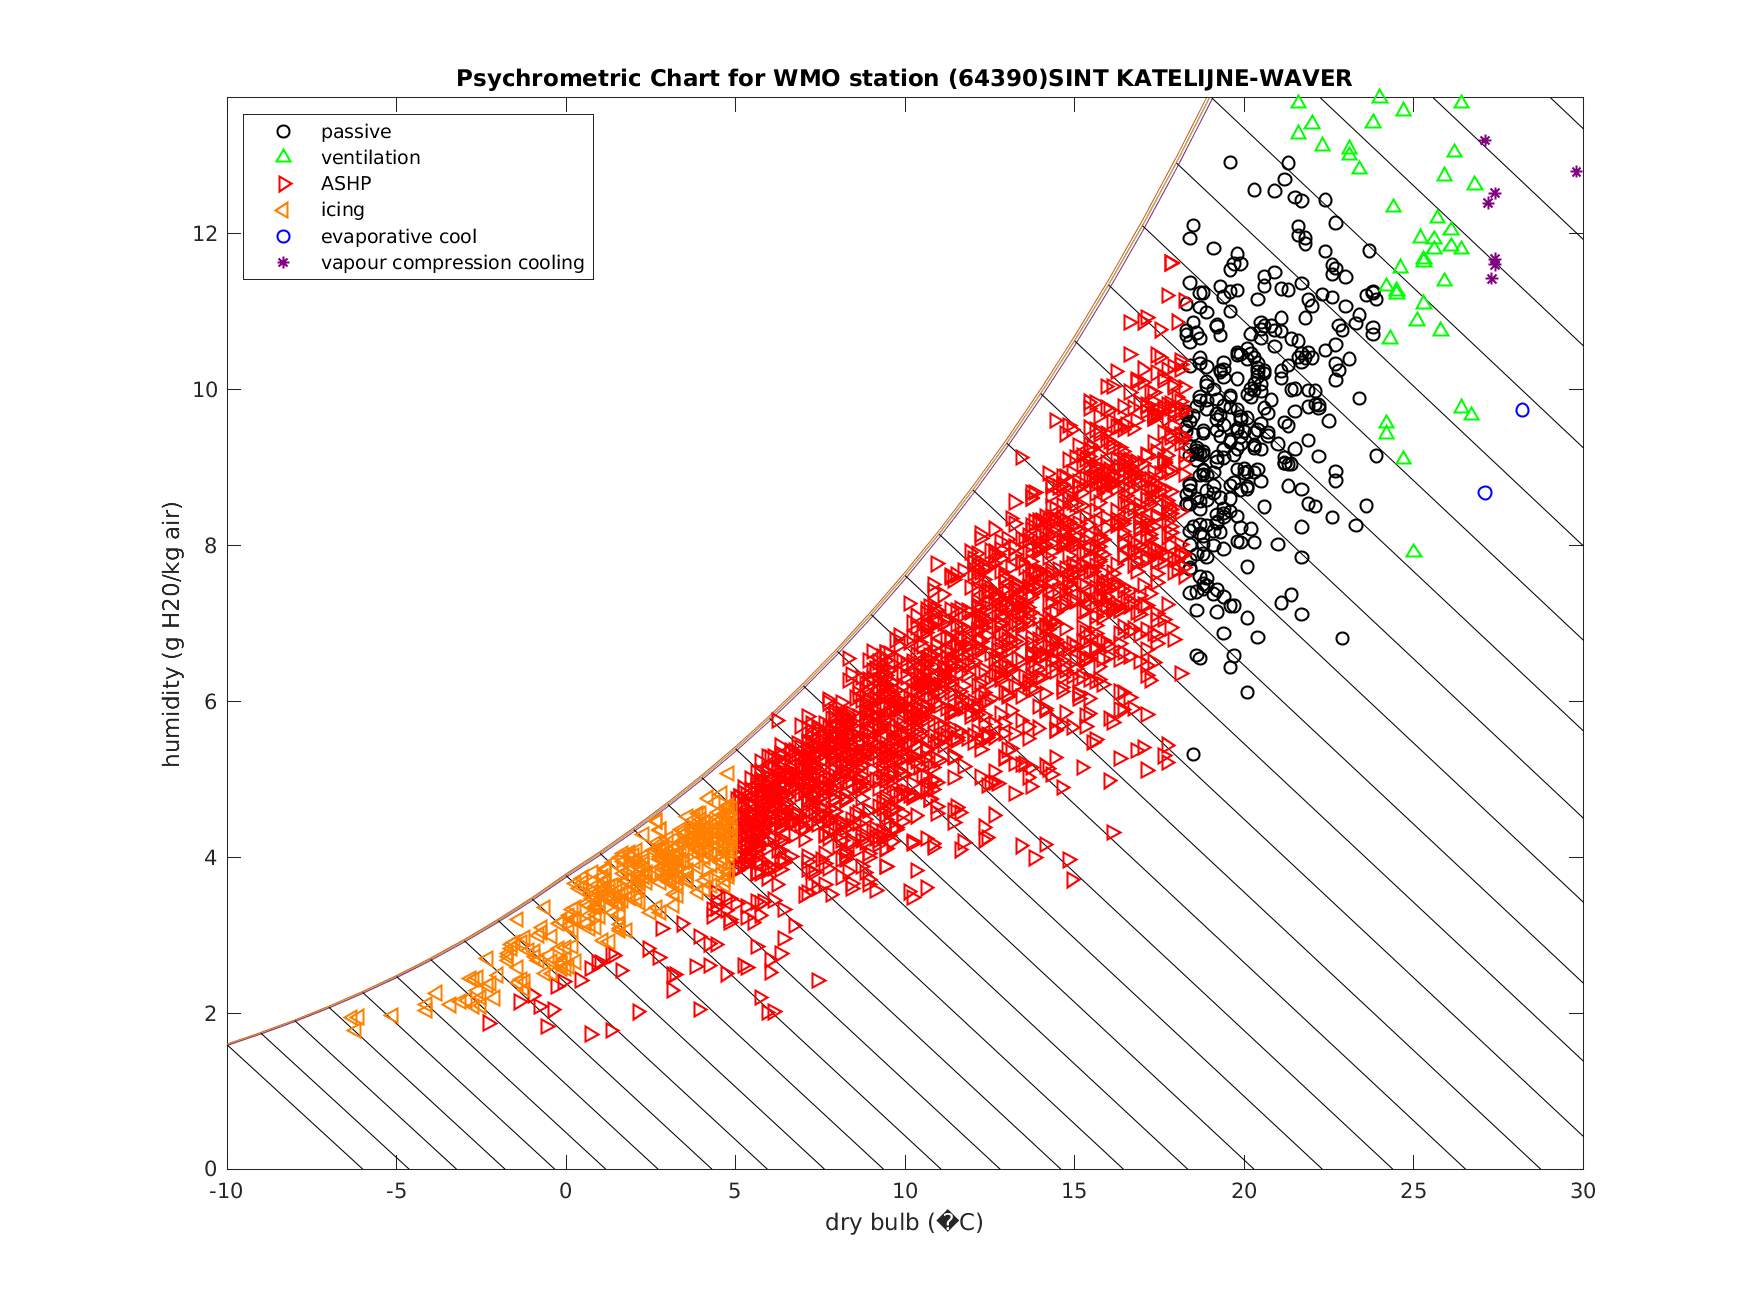 Psychrometric Chart for WMO station (64390)SINT KATELIJNE-WAVER
passive
ventilation
ASHP
icing
evaporative cool
vapour compression cooling
humidity (g H20/kg air)
12
10
8
6
4
2
0
-10 -5 0 5 10 15 20 25 30
dry bulb (�C)